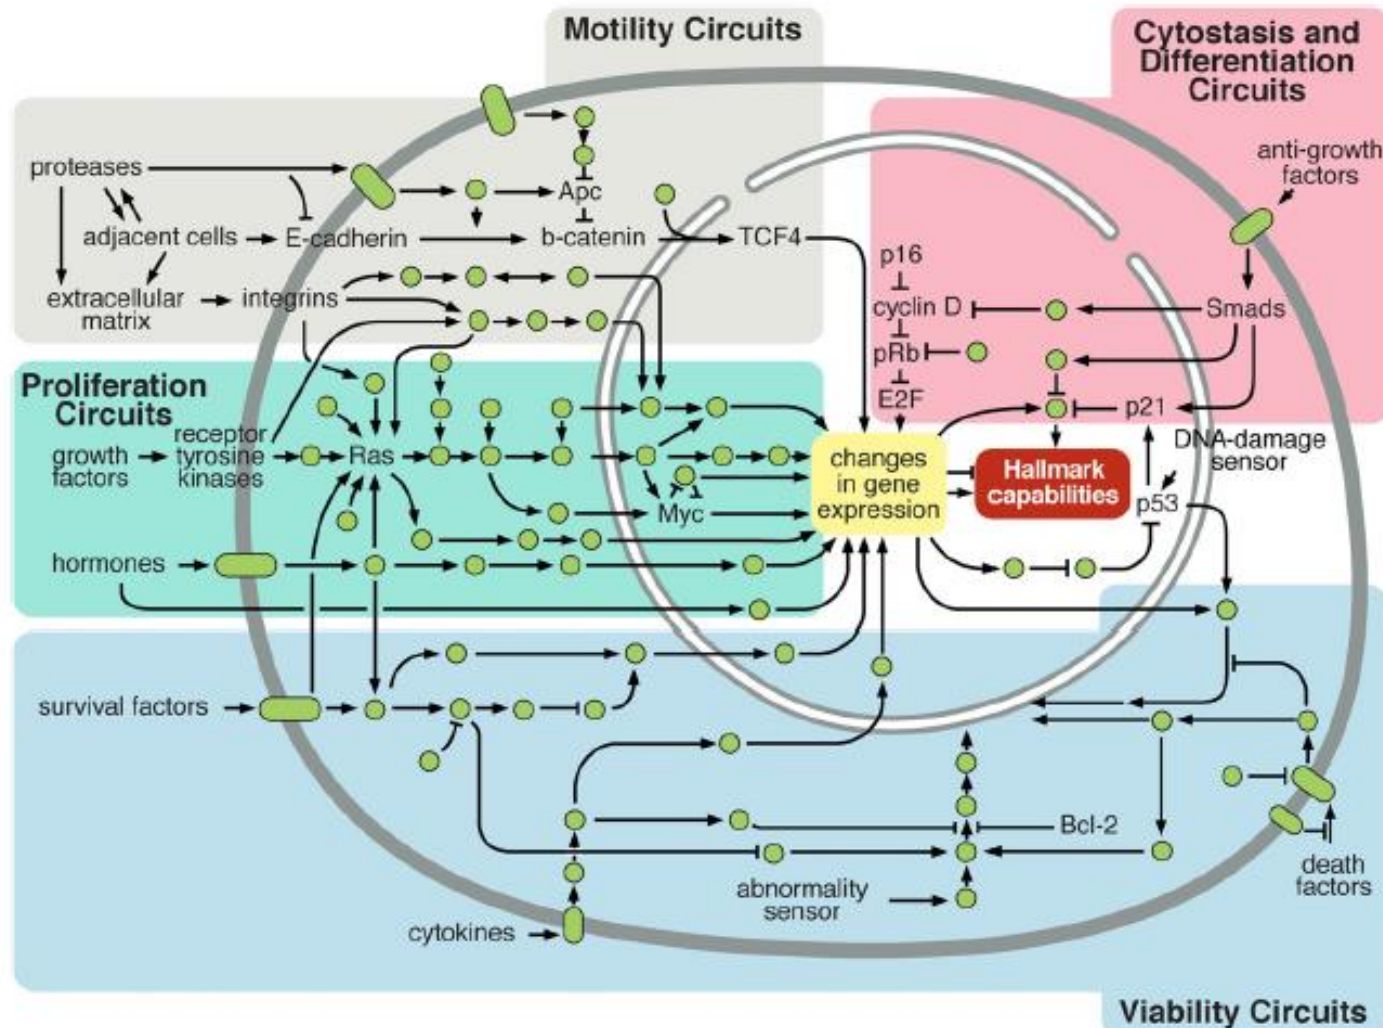 Motility Circuits
Cytostasis and
Differentiation
Circuits
proteases
anti-growth
factors
Apc
adjacent cells
E-cadherin
b-catenin
TCF4
p16
extracellular
matrix
integrins
cyclin D
Smads
pRb
E2F
p21
Proliferation
Circuits
growth
factors
receptor
tyrosine
kinases
Ras
Myc
changes
in gene
expression
Hallmark
capabilities
DNA-damage
sensor
p53
hormones
survival factors
Bcl-2
death
factors
abnormality
sensor
cytokines
Viability Circuits